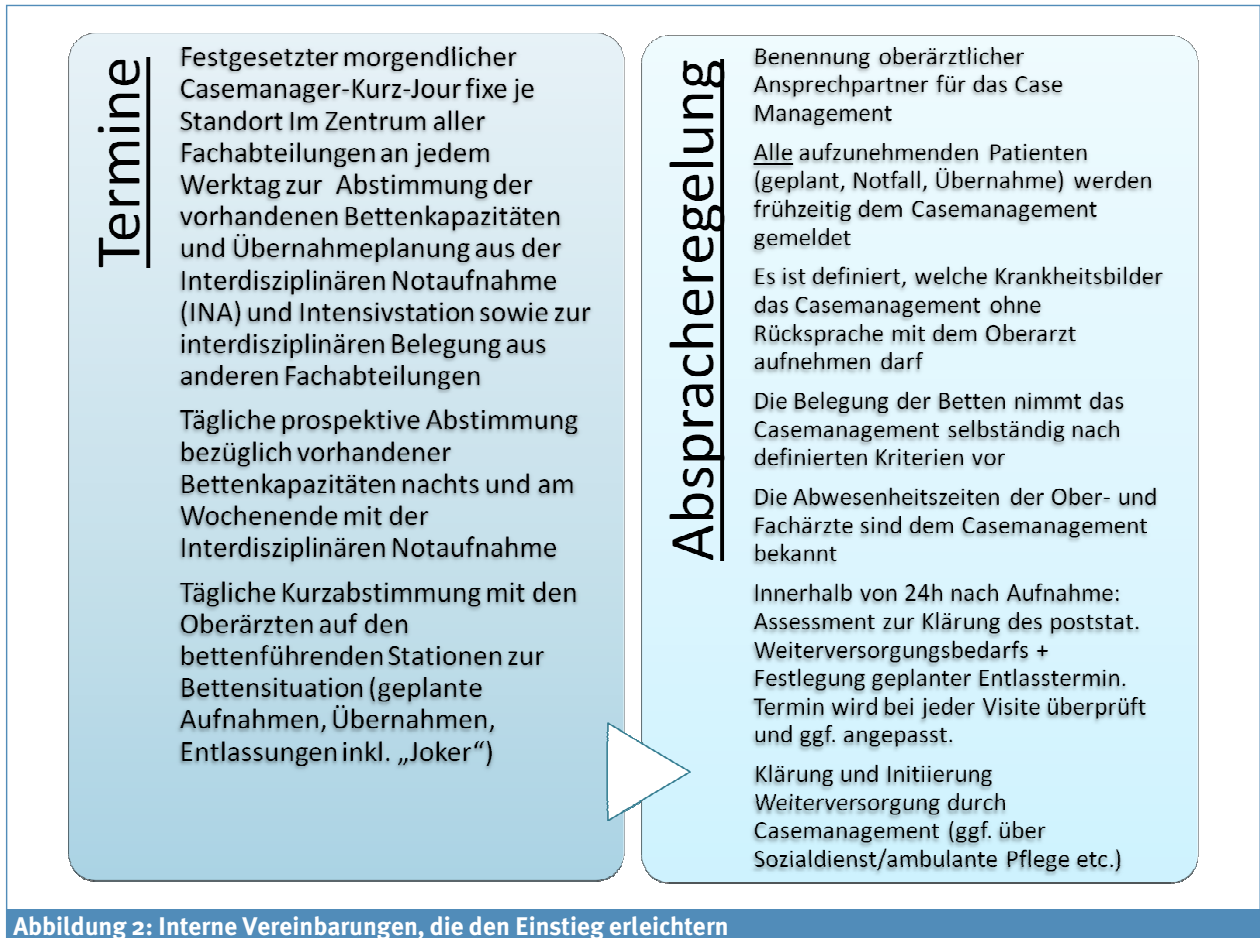 Termine
Festgesetzter morgendlicher
Casemanager-Kurz-Jour fixe je
Standort Im Zentrum aller
Fachabteilungen an jedem
Werktag zur Abstimmung der
vorhandenen Bettenkapazitäten
und Übernahmeplanung aus der
Interdisziplinären Notaufnahme
(INA) und Intensivstation sowie zur
interdisziplinären Belegung aus
anderen Fachabteilungen
Tägliche prospektive Abstimmung
bezüglich vorhandener
Bettenkapazitäten nachts und am
Wochenende mit der
Interdisziplinären Notaufnahme
Tägliche Kurzabstimmung mit den
Oberärzten auf den
bettenführenden Stationen zur
Bettensituation (geplante
Aufnahmen, Übernahmen,
Entlassungen inkl. „Joker“)
Abspracheregelung
Benennung oberärztlicher
Ansprechpartner für das Case
Management
Alle aufzunehmenden Patienten
(geplant, Notfall, Übernahme) werden
frühzeitig dem Casemanagement
gemeldet
Es ist definiert, welche Krankheitsbilder
das Casemanagement ohne
Rücksprache mit dem Oberarzt
aufnehmen darf
Die Belegung der Betten nimmt das
Casemanagement selbständig nach
definierten Kriterien vor
Die Abwesenheitszeiten der Ober- und
Fachärzte sind dem Casemanagement
bekannt
Innerhalb von 24h nach Aufnahme:
Assessment zur Klärung des poststat.
Weiterversorgungsbedarfs +
Festlegung geplanter Entlasstermin.
Termin wird bei jeder Visite überprüft
und ggf. angepasst.
Klärung und Initiierung
Weiterversorgung durch
Casemanagement (ggf. über
Sozialdienst/ambulante Pflege etc.)
Abbildung 2: Interne Vereinbarungen, die den Einstieg erleichtern